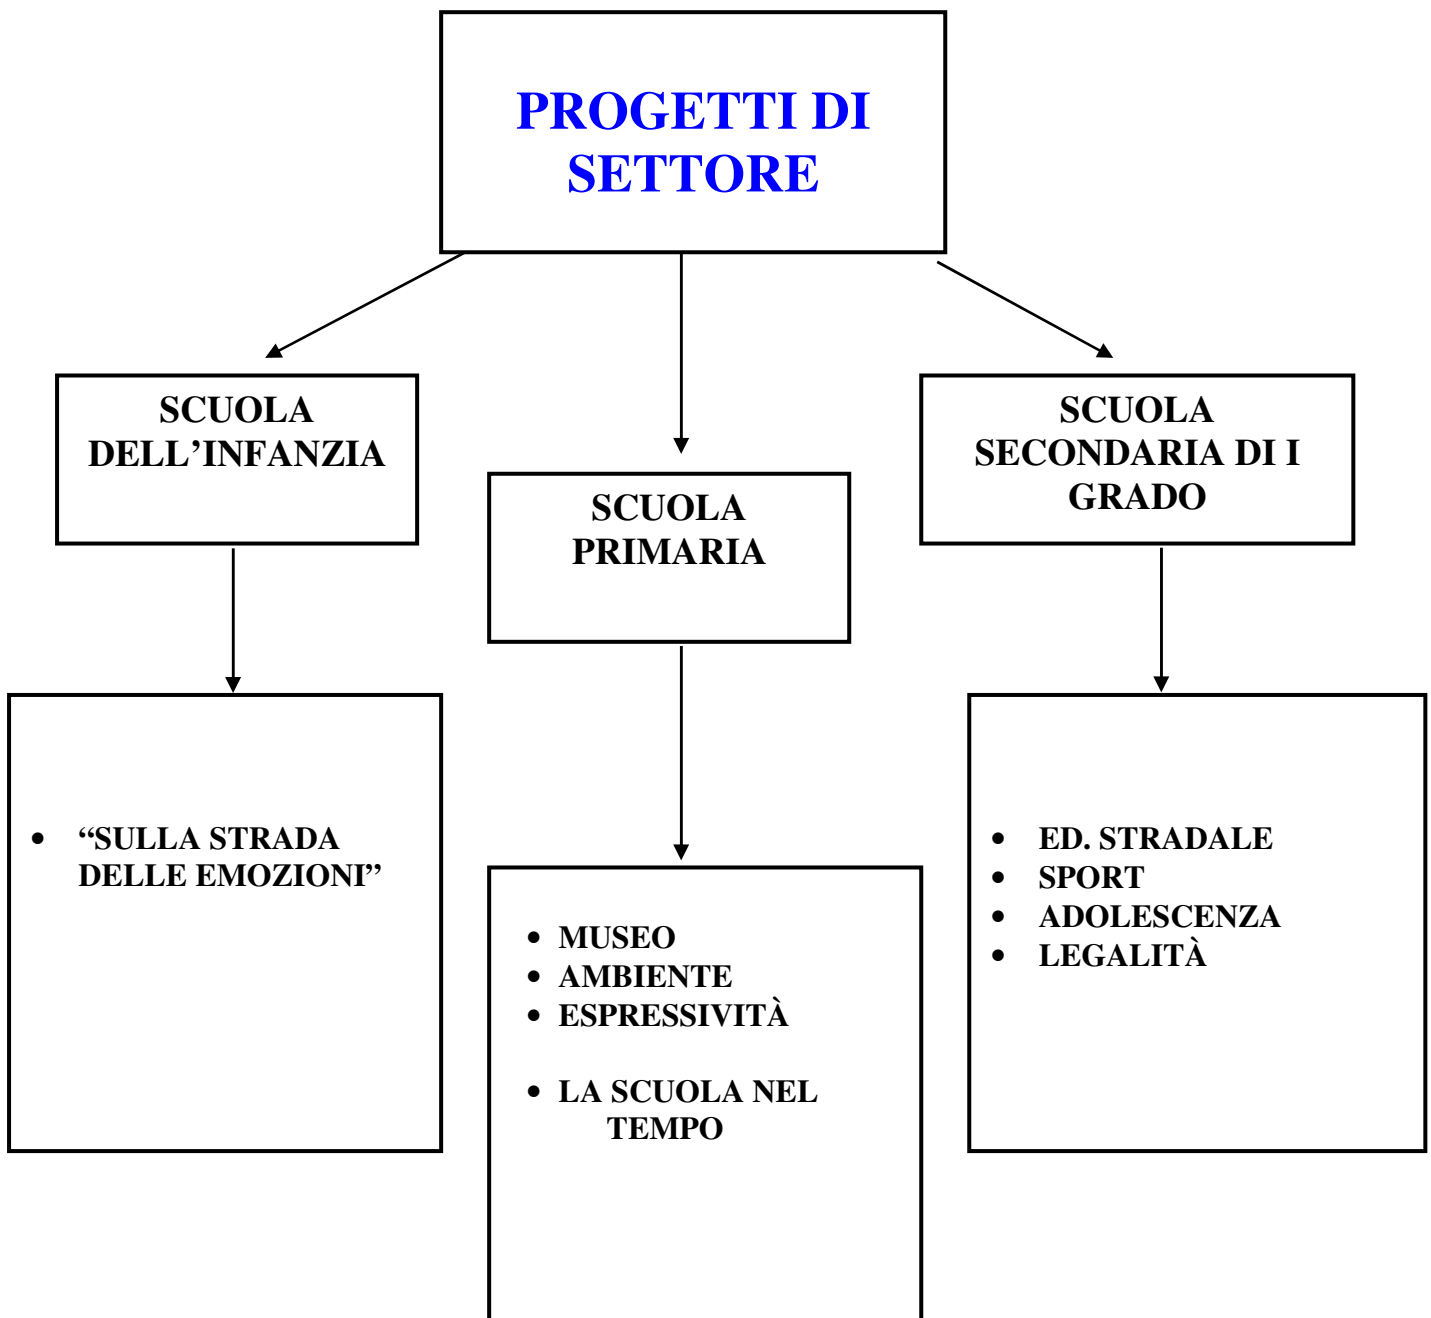 PROGETTI DI
SETTORE
SCUOLA
DELL’INFANZIA
SCUOLA
PRIMARIA
SCUOLA
SECONDARIA DI I
GRADO
• “SULLA STRADA
DELLE EMOZIONI”
• MUSEO
• AMBIENTE
• ESPRESSIVITÀ
• LA SCUOLA NEL
TEMPO
• ED. STRADALE
• SPORT
• ADOLESCENZA
• LEGALITÀ